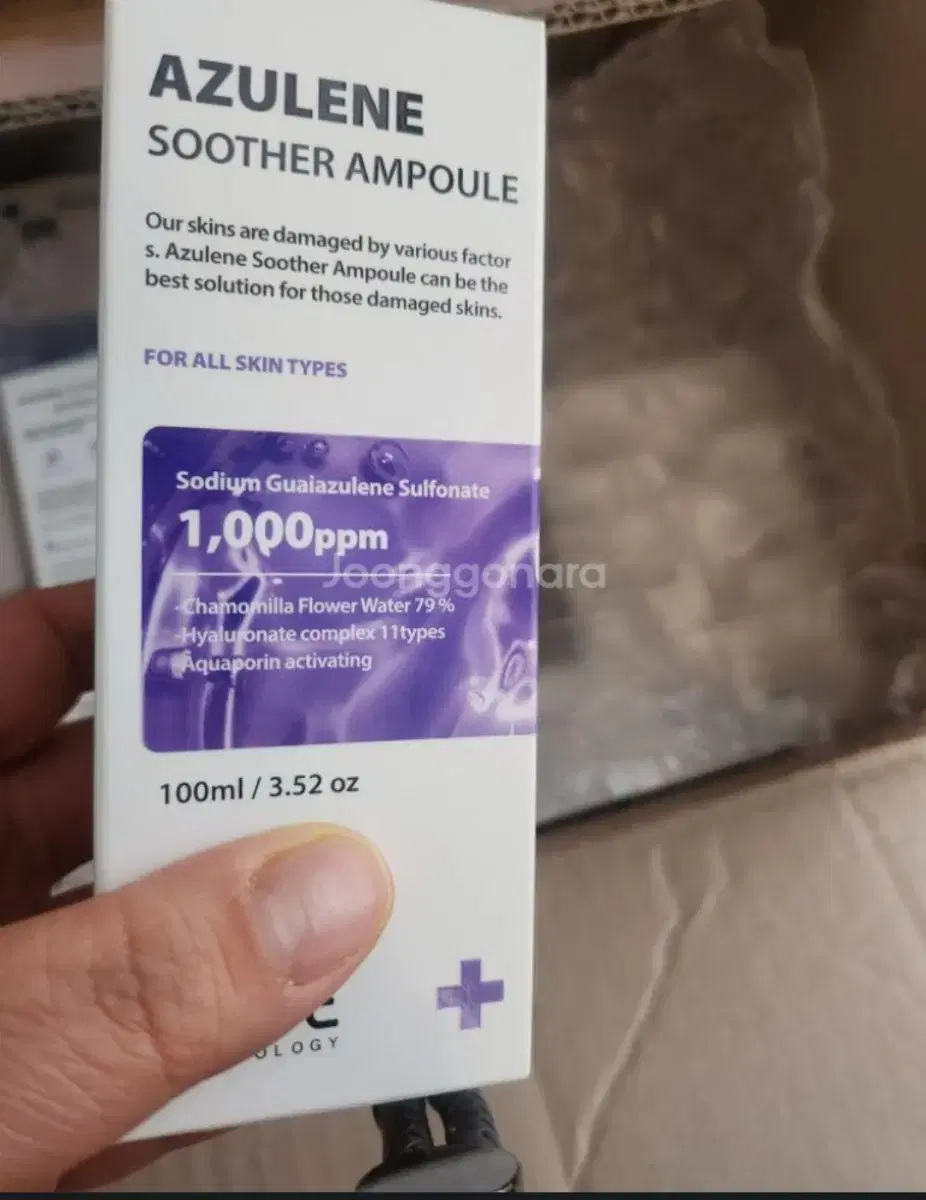 AZULENE
SOOTHER AMPOULE
Our skins are damaged by various factor
s. Azulene Soother Ampoule can be the
best solution for those damaged skins.
FOR ALL SKIN TYPES
Sodium Guaiazulene Sulfonate
1,000ppm
Joonggonara
-Chamomilla Flower Water 79%
-Hyaluronate complex 11types
-Aquaporin activating
100ml / 3.52 oz
OLOGY